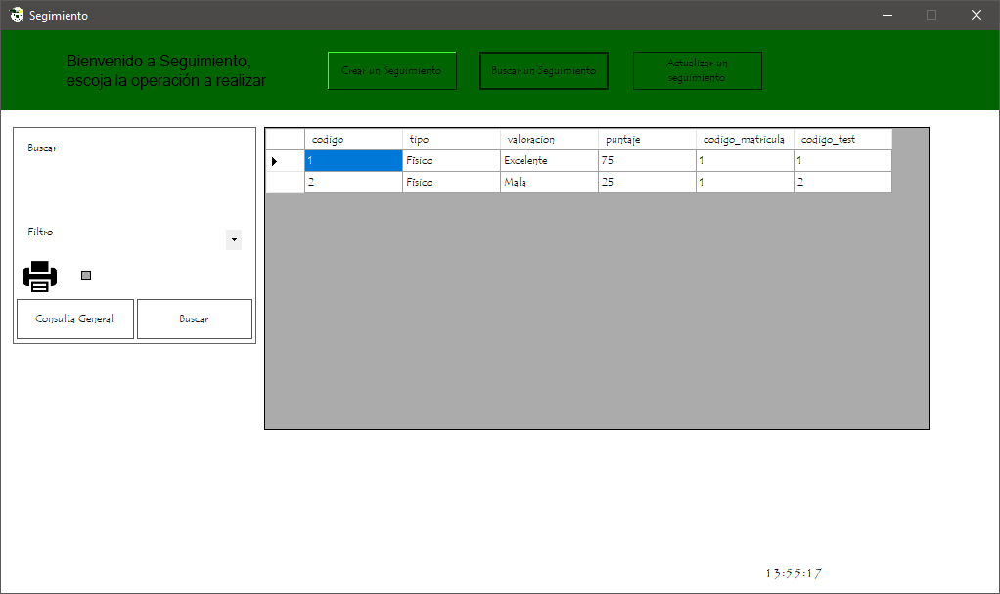 Segimiento
Bienvenido a Seguimiento,
escoja la operación a realizar
Crear un Seguimiento
Buscar un Seguimiento
Actualizar un
seguimiento
Buscar
Filtro
Consulta General
Buscar
codigo tipo valoracion puntaje codigo_matricula codigo_test
1 Físico Excelente 75 1 1
2 Físico Mala 25 1 2
13:55:17